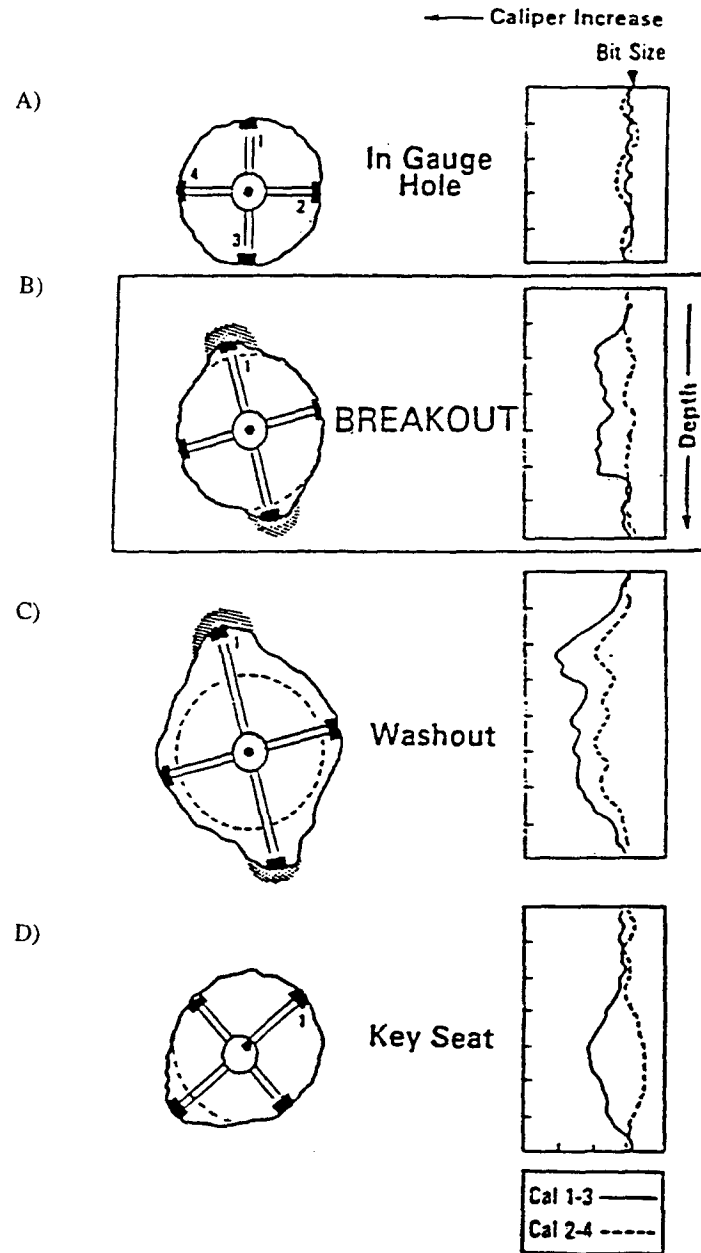 Caliper Increase
Bit Size
A)
1
4
2
3
In Gauge
Hole
B)
1
BREAKOUT
Depth
C)
1
Washout
D)
1
Key Seat
Cal 1-3
Cal 2-4